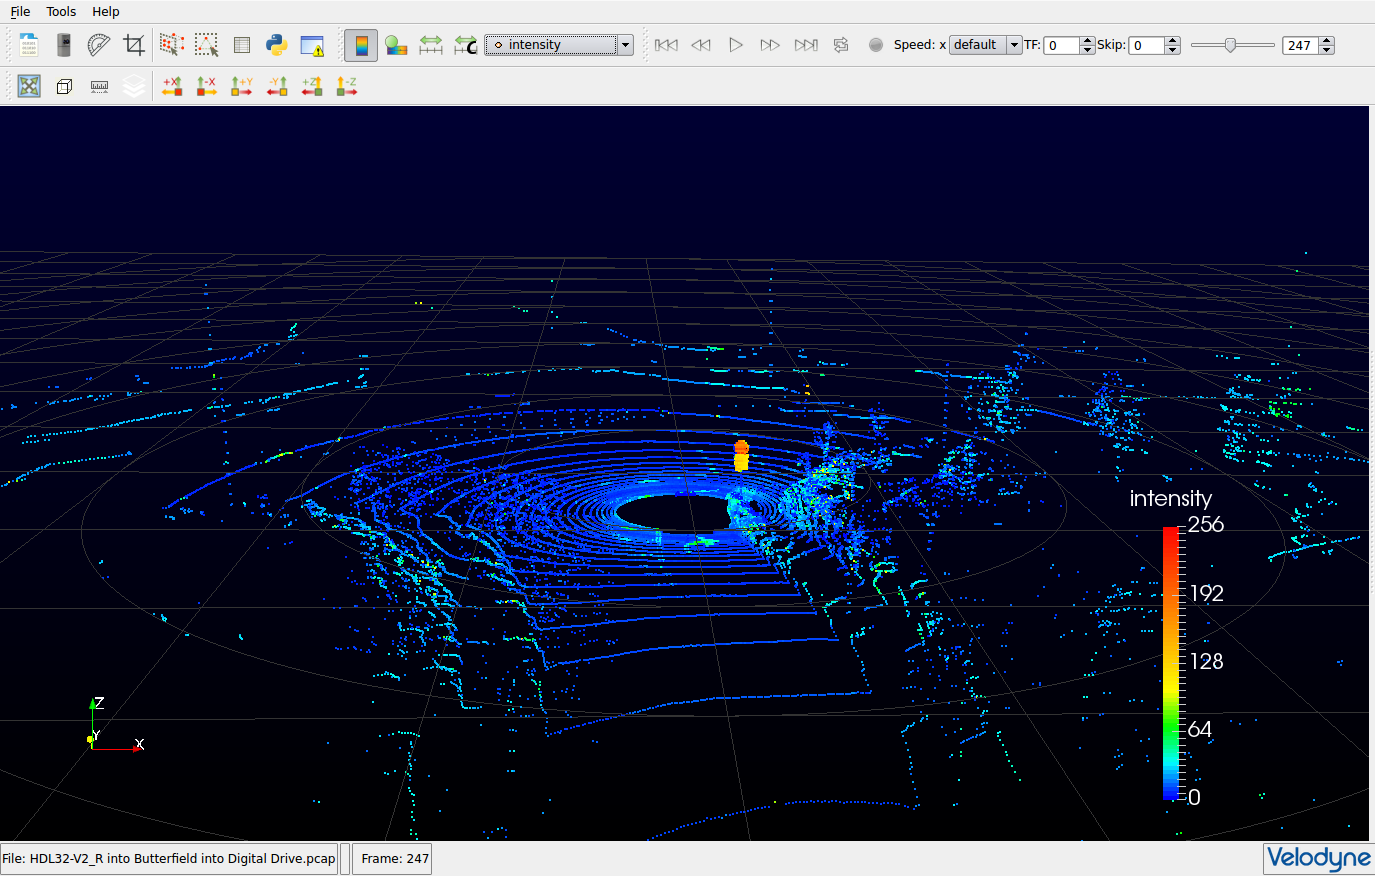 File Tools Help
intensity Speed: x default TF: 0 Skip: 0 247
+X -X +Y -Y +Z -Z
intensity
256
192
128
64
0
Z
Y
X
File: HDL32-V2_R into Butterfield into Digital Drive.pcap Frame: 247 Velodyne